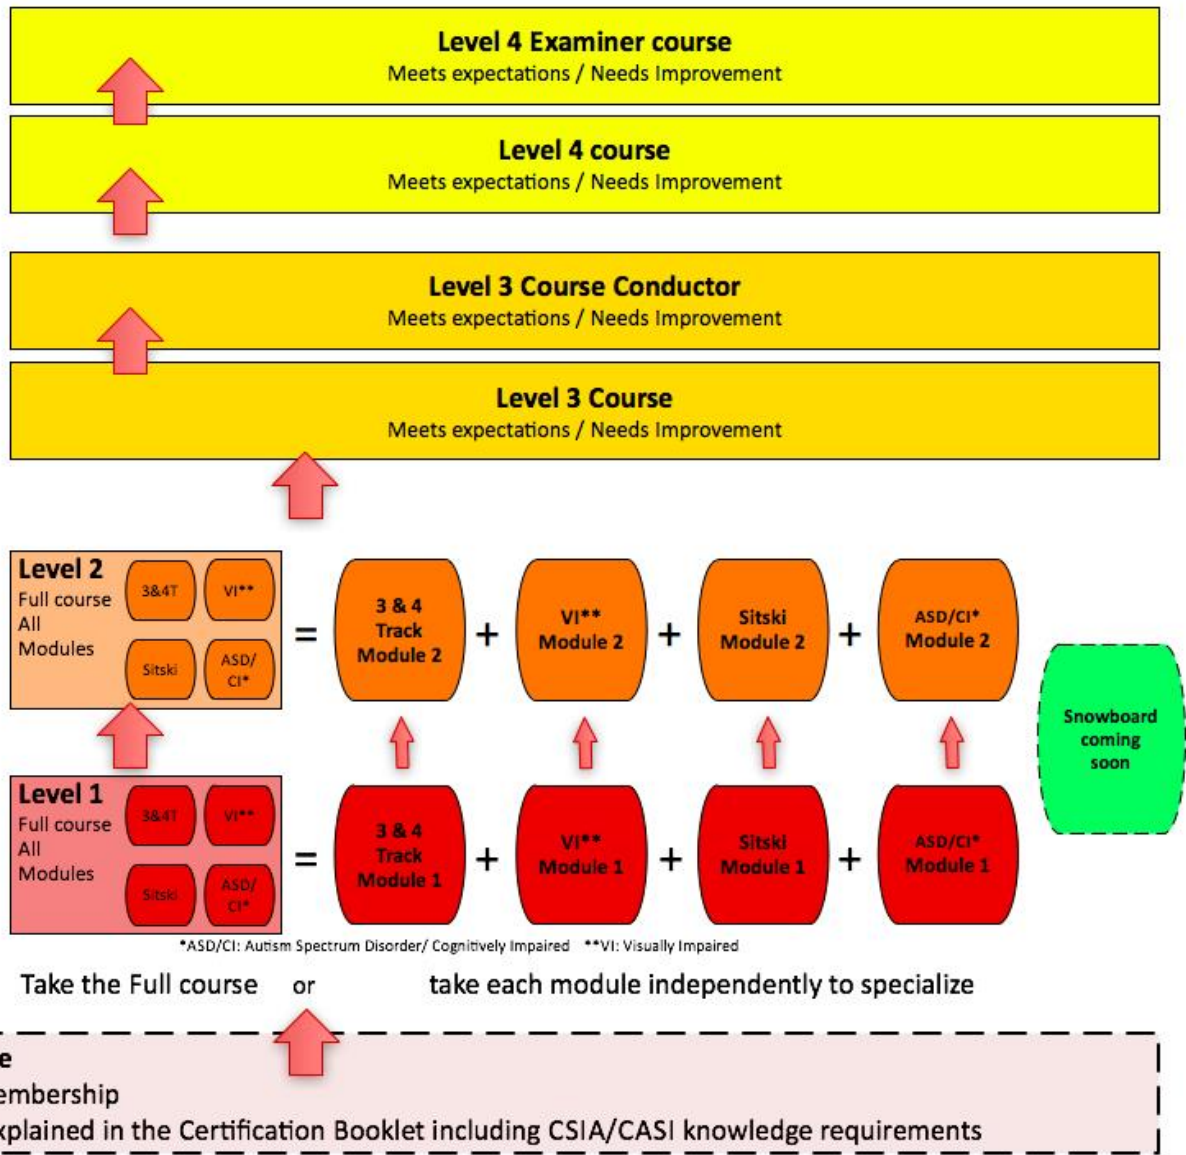 Level 4 Examiner course
Meets expectations / Needs Improvement
Level 4 course
Meets expectations / Needs Improvement
Level 3 Course Conductor
Meets expectations / Needs Improvement
Level 3 Course
Meets expectations / Needs Improvement
Level 2
Full course
All
Modules
3&4T
VI**
Sitski
ASD/
CI*
=
3 & 4
Track
Module 2
+
VI**
Module 2
+
Sitski
Module 2
+
ASD/CI*
Module 2
Snowboard
coming
soon
Level 1
Full course
All
Modules
3&4T
VI**
Sitski
ASD/
CI*
=
3 & 4
Track
Module 1
+
VI**
Module 1
+
Sitski
Module 1
+
ASD/CI*
Module 1
*ASD/CI: Autism Spectrum Disorder/ Cognitively Impaired **VI: Visually Impaired
Take the Full course or take each module independently to specialize
e
embership
xplained in the Certification Booklet including CSIA/CASI knowledge requirements